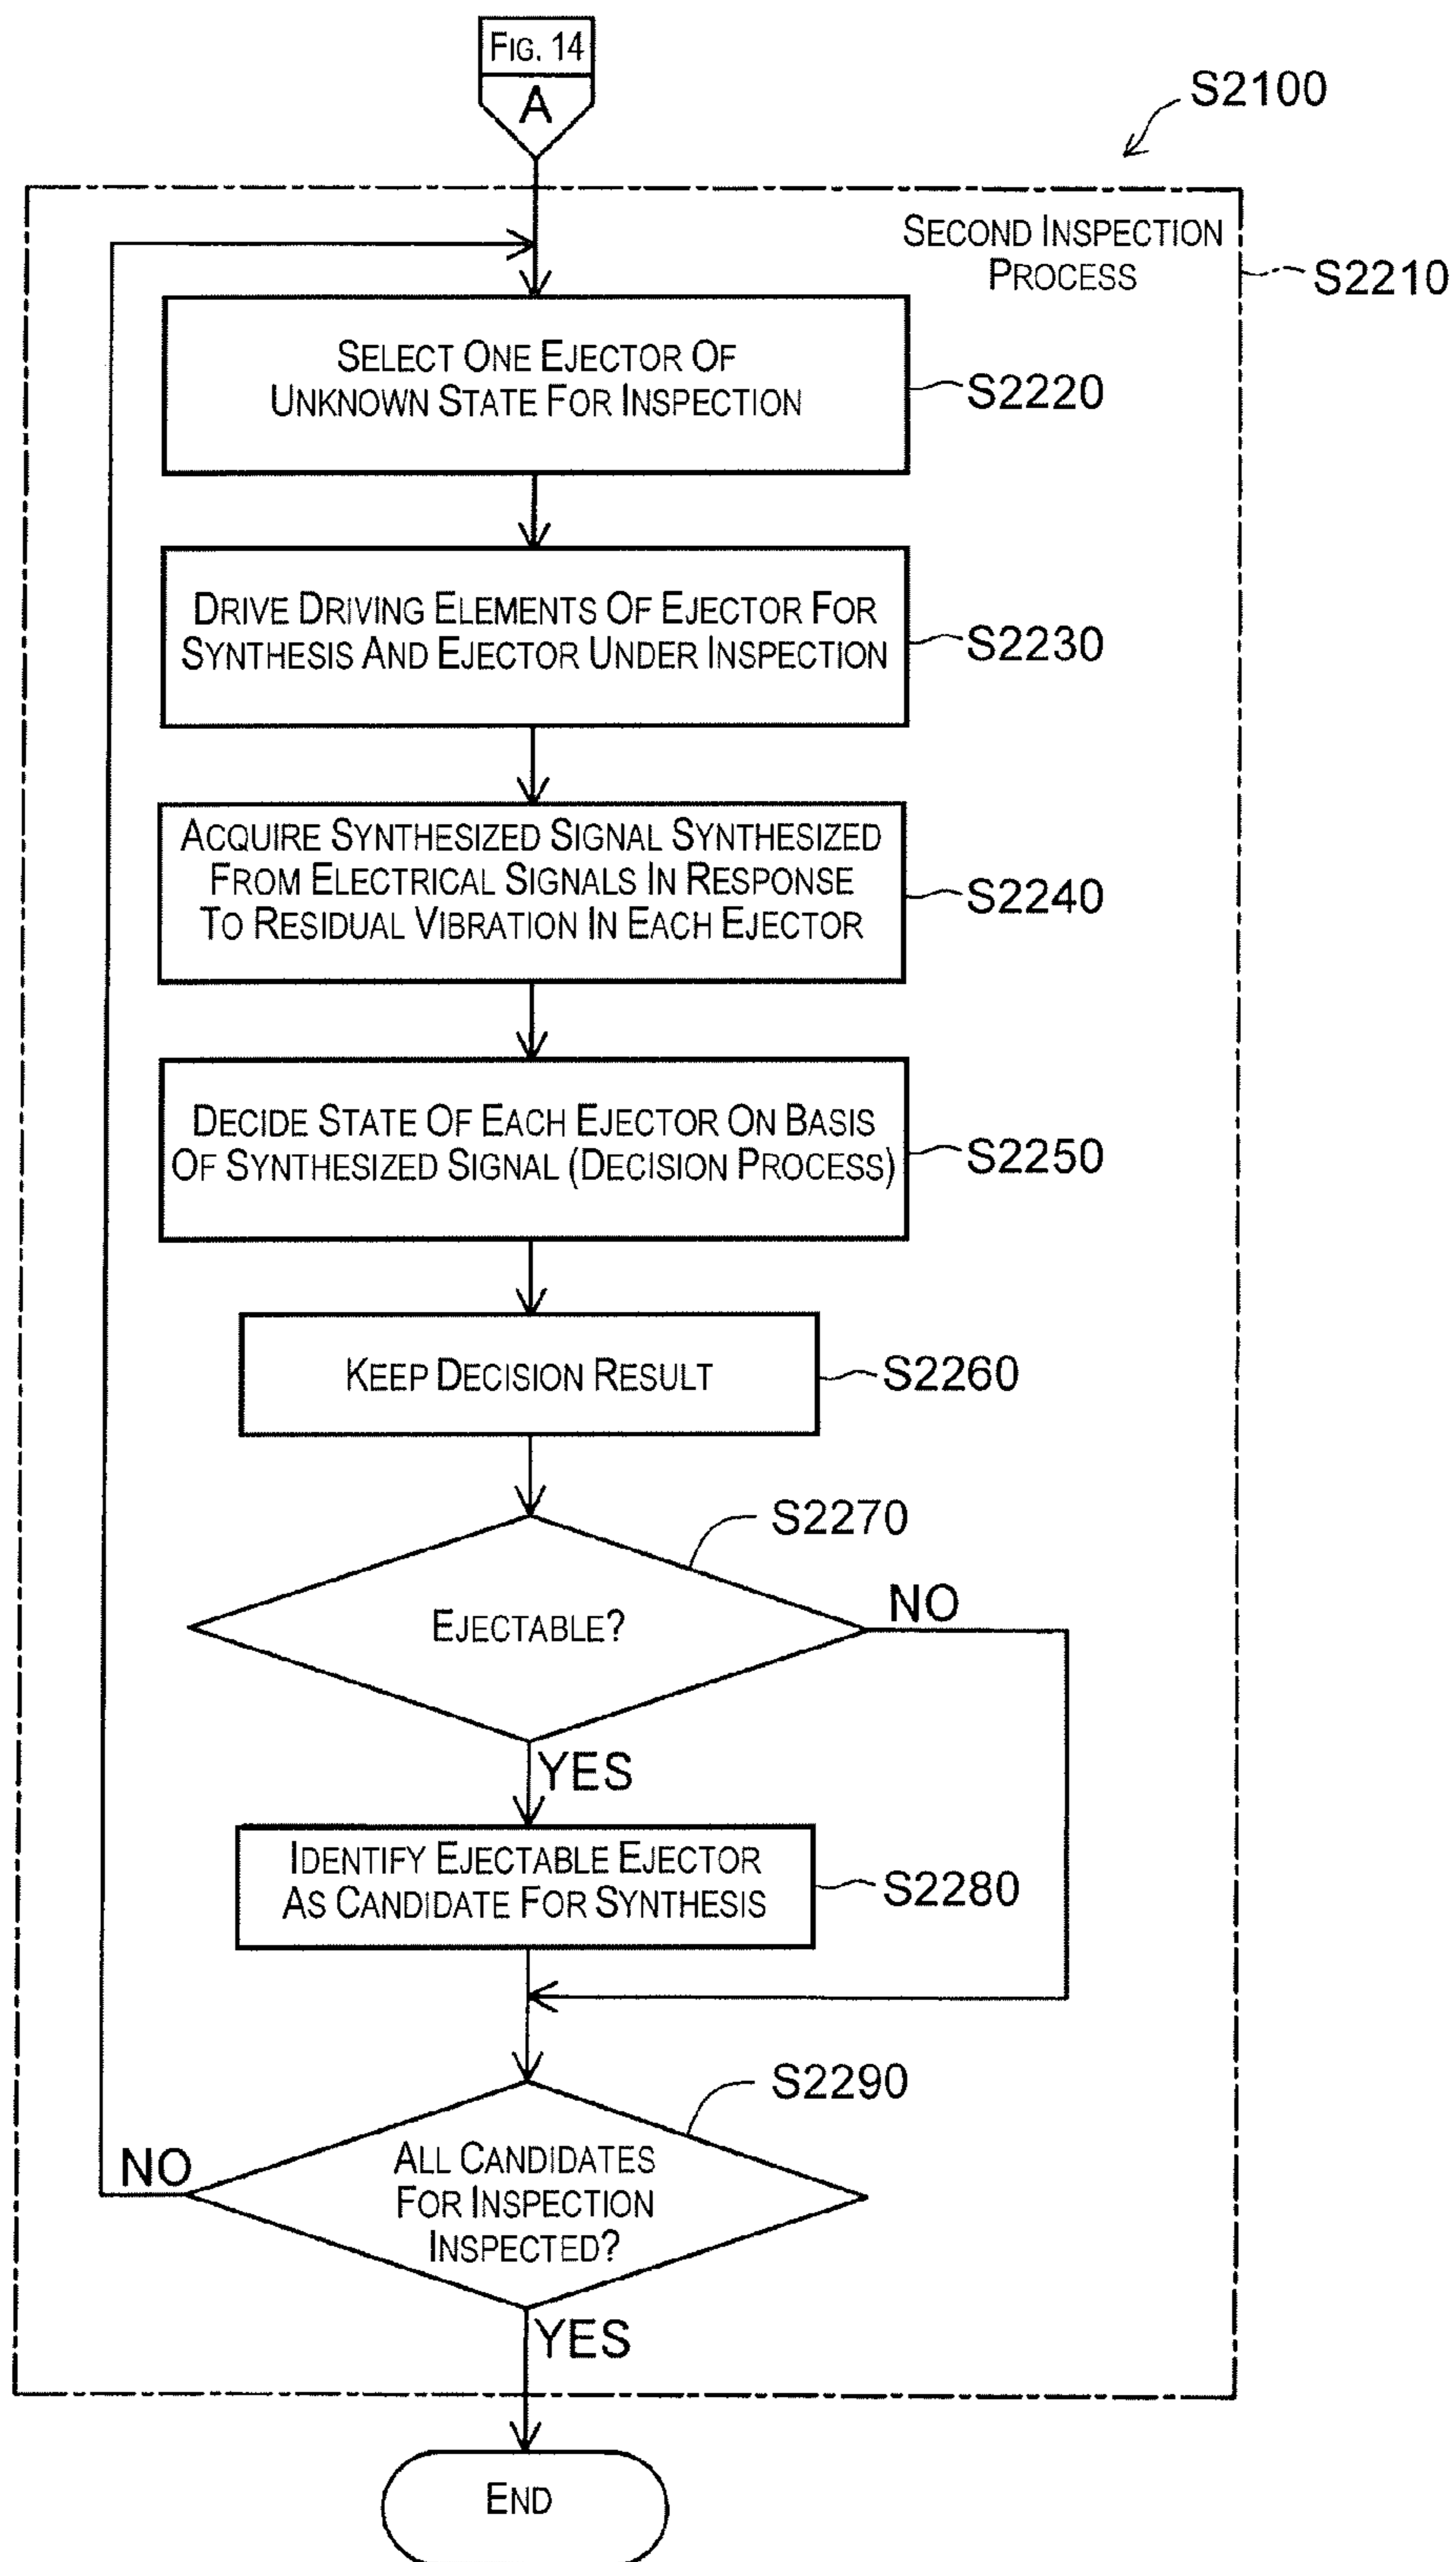 FIG. 14
A
S2100
SECOND INSPECTION
PROCESS
S2210
SELECT ONE EJECTOR OF
UNKNOWN STATE FOR INSPECTION
S2220
DRIVE DRIVING ELEMENTS OF EJECTOR FOR
SYNTHESIS AND EJECTOR UNDER INSPECTION
S2230
ACQUIRE SYNTHESIZED SIGNAL SYNTHESIZED
FROM ELECTRICAL SIGNALS IN RESPONSE
TO RESIDUAL VIBRATION IN EACH EJECTOR
S2240
DECIDE STATE OF EACH EJECTOR ON BASIS
OF SYNTHESIZED SIGNAL (DECISION PROCESS)
S2250
KEEP DECISION RESULT
S2260
S2270
EJECTABLE?
NO
YES
IDENTIFY EJECTABLE EJECTOR
AS CANDIDATE FOR SYNTHESIS
S2280
S2290
ALL CANDIDATES
FOR INSPECTION
INSPECTED?
NO
YES
END